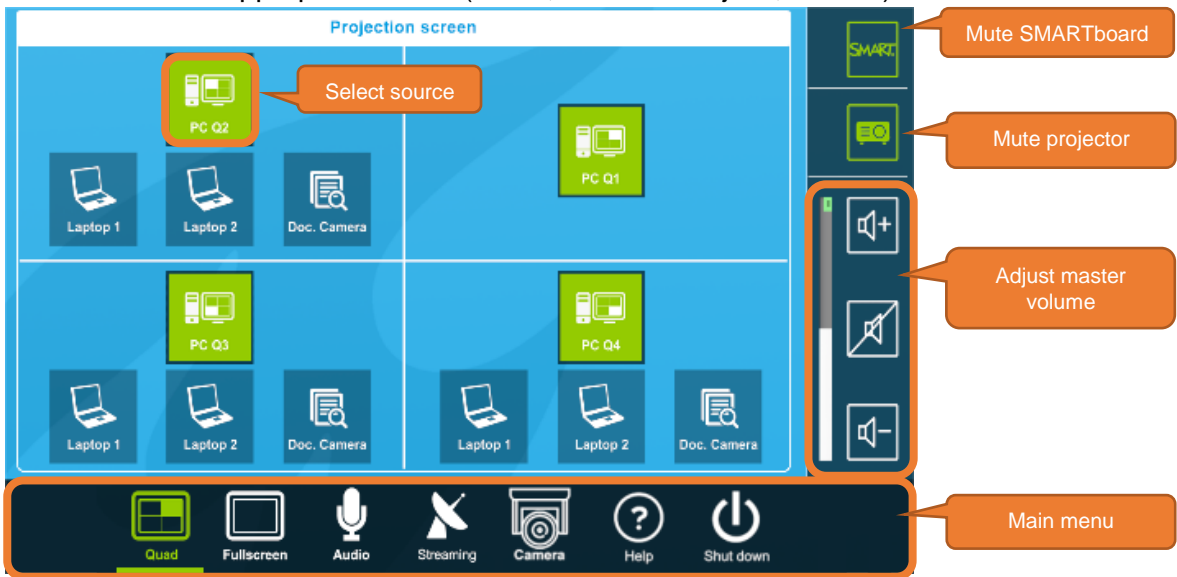 Projection screen
Mute SMARTboard
SMART
Select source
PC Q2
Mute projector
PC Q1
Laptop 1
Laptop 2
Doc. Camera
Adjust master
volume
PC Q3
PC Q4
Laptop 1
Laptop 2
Doc. Camera
Laptop 1
Laptop 2
Doc. Camera
Main menu
Quad
Fullscreen
Audio
Streaming
Camera
Help
Shut down